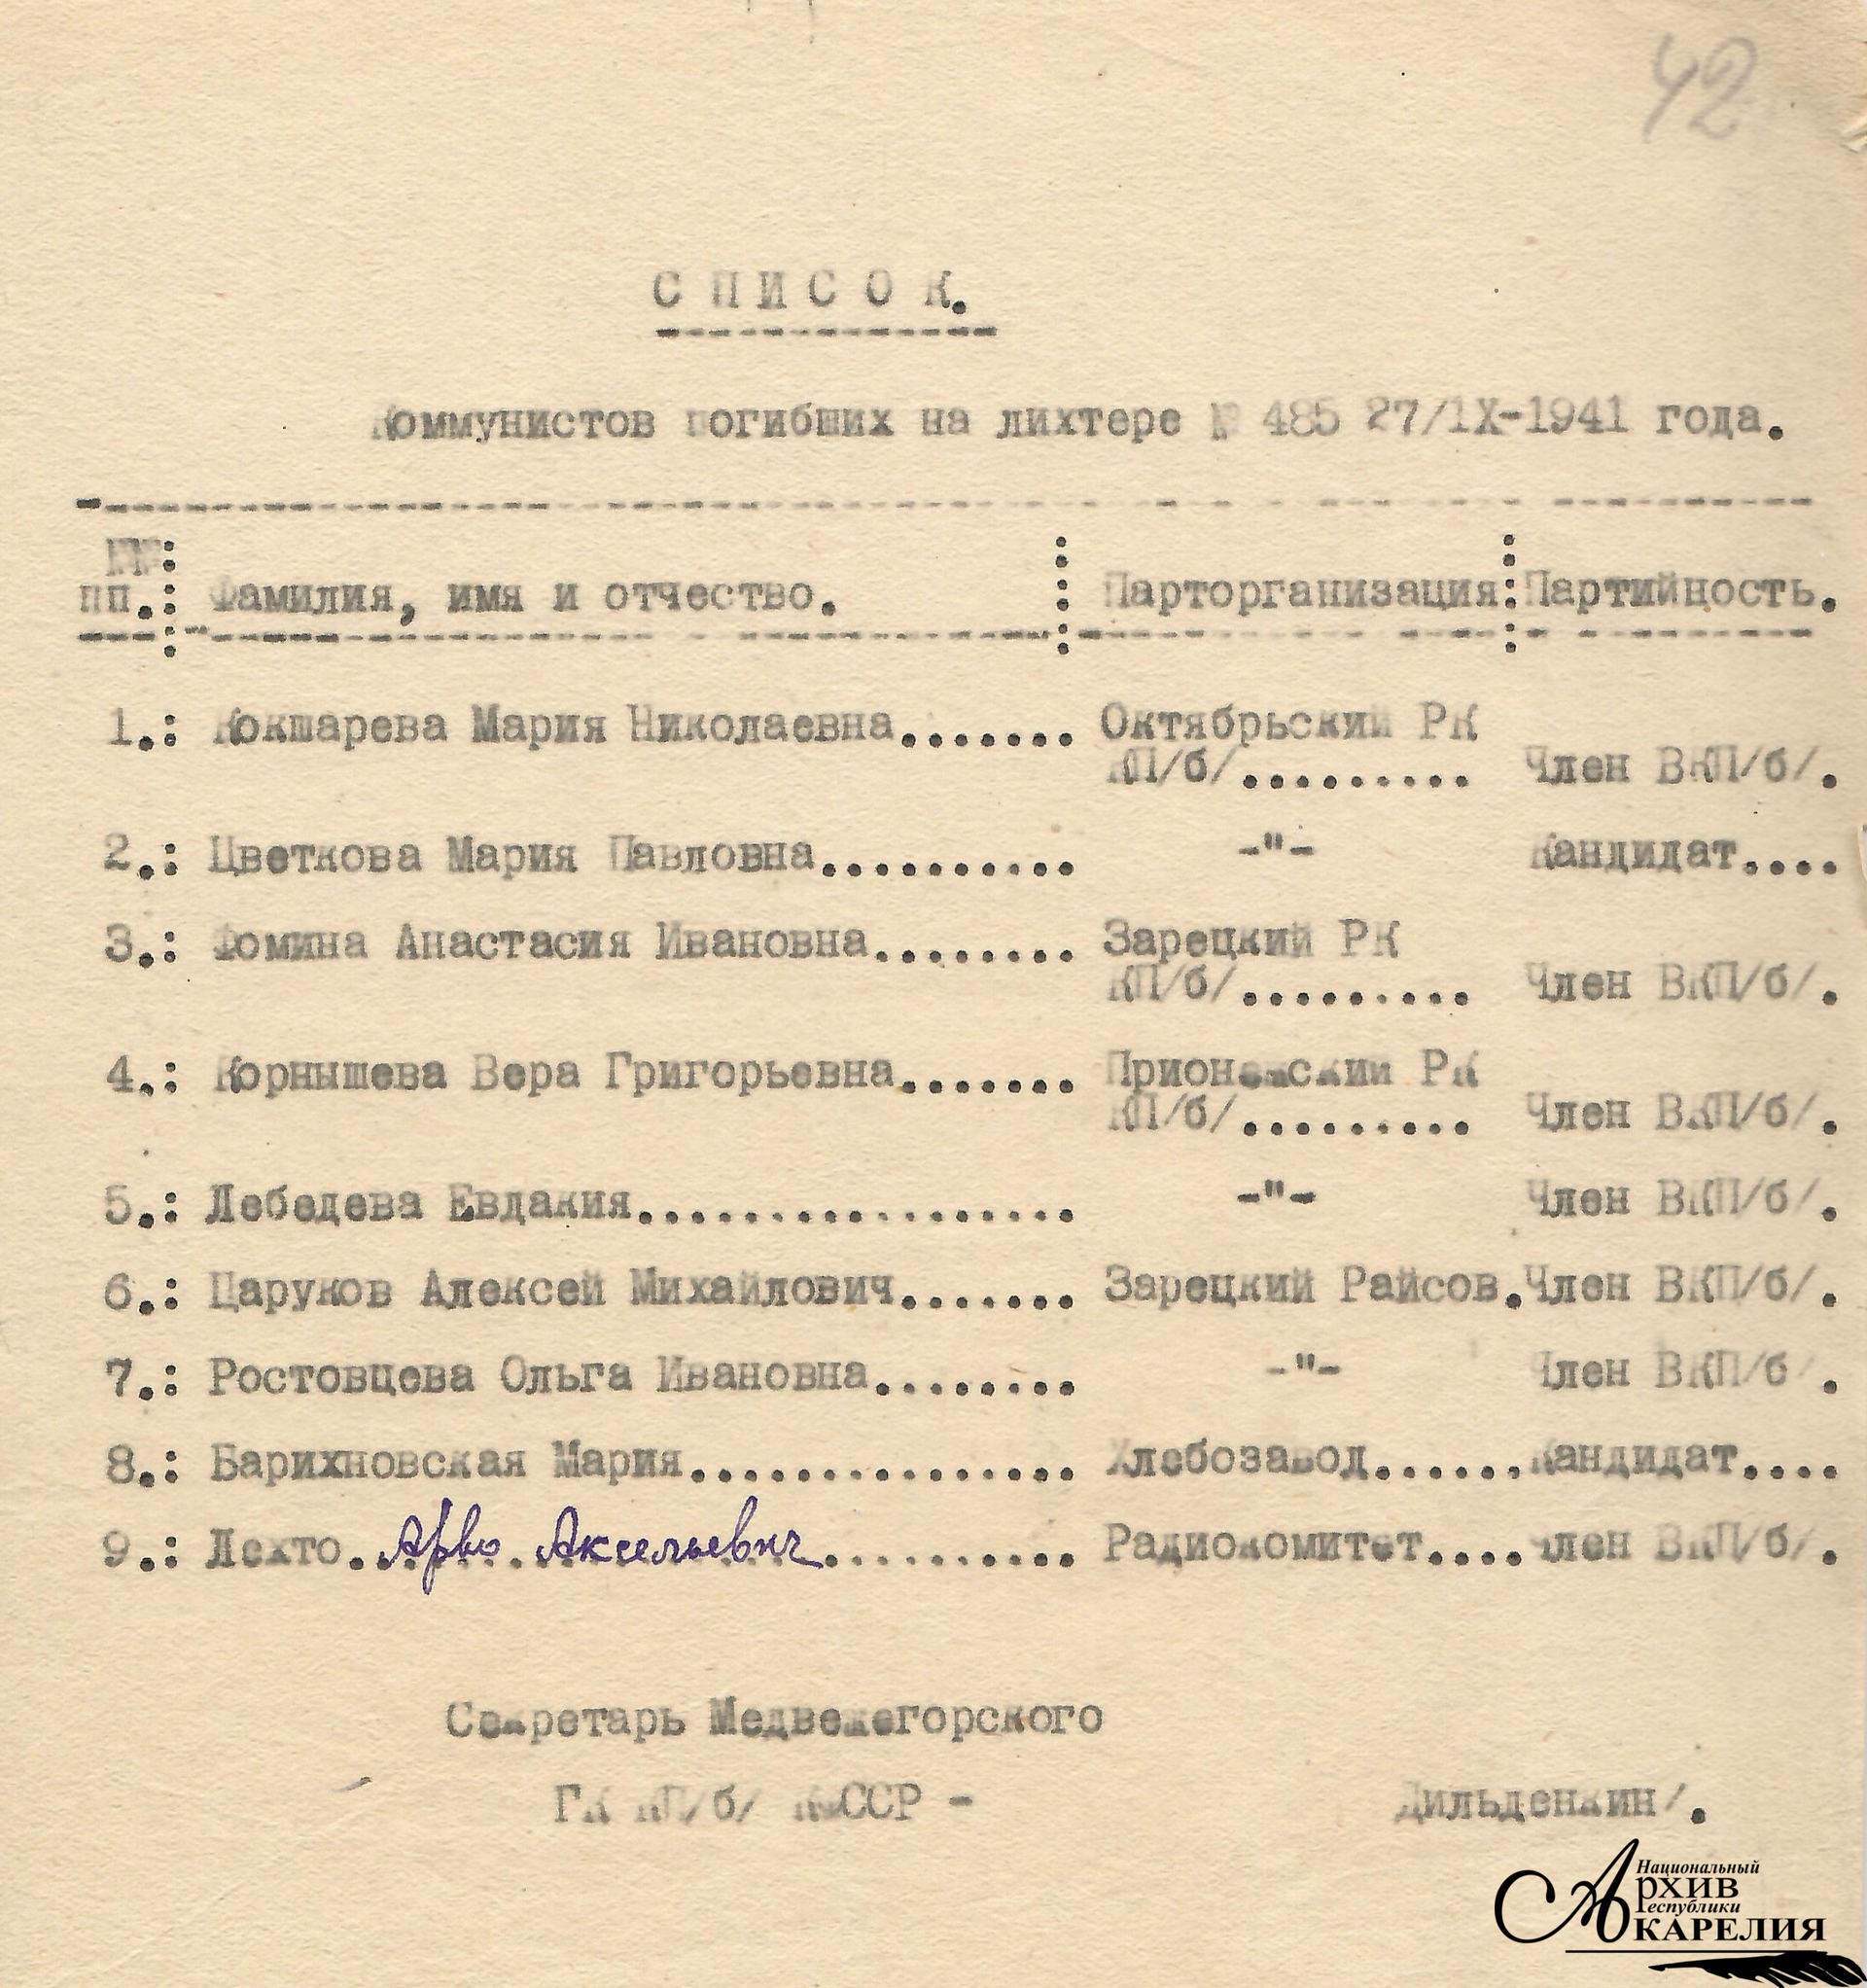 42
С П И С О К.
Коммунистов погибших на лихтере № 485 27/IX-1941 года.
№№
пп.: Фамилия, имя и отчество. : Парторганизация: Партийность.
1.: Кокшарева Мария Николаевна....... Октябрьский РК
КП/б/......... Член ВКП/б/.
2.: Цветкова Мария Павловна.......... -"- Кандидат....
3.: Фомина Анастасия Ивановна........ Зарецкий РК
КП/б/......... Член ВКП/б/.
4.: Корнышева Вера Григорьевна....... Прионежский РК
КП/б/......... Член ВКП/б/.
5.: Лебедева Евдакия................. -"- Член ВКП/б/.
6.: Царуков Алексей Михайлович....... Зарецкий Райсов. Член ВКП/б/.
7.: Ростовцева Ольга Ивановна........ -"- Член ВКП/б/.
8.: Барихновская Мария............... Хлебозавод...... Кандидат....
9.: Лехто. Арво Аксельевич.......... Радиокомитет.... Член ВКП/б/.
Секретарь Медвежегорского
ГК КП/б/ КФССР - Дильденкин/.
Национальный
Архив
Республики
КАРЕЛИЯ